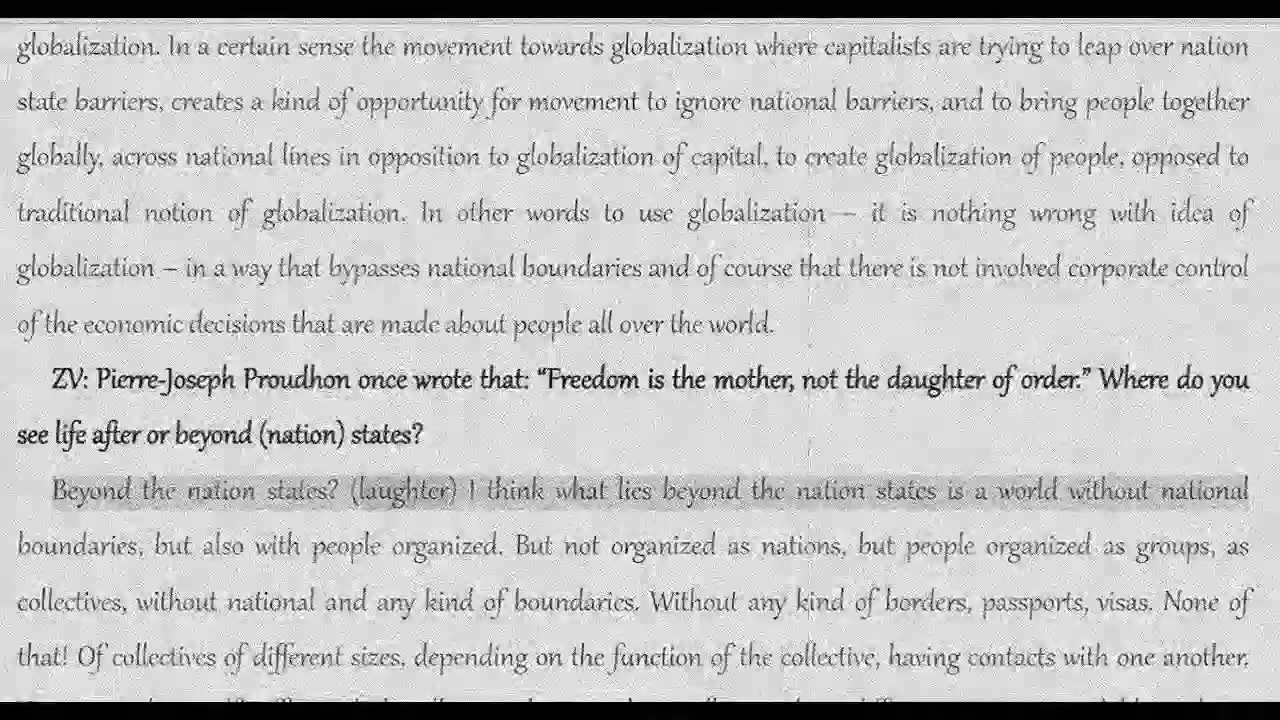 globalization. In a certain sense the movement towards globalization where capitalists are trying to leap over nation
state barriers, creates a kind of opportunity for movement to ignore national barriers, and to bring people together
globally, across national lines in opposition to globalization of capital, to create globalization of people, opposed to
traditional notion of globalization. In other words to use globalization — it is nothing wrong with idea of
globalization – in a way that bypasses national boundaries and of course that there is not involved corporate control
of the economic decisions that are made about people all over the world.
ZV: Pierre-Joseph Proudhon once wrote that: “Freedom is the mother, not the daughter of order.” Where do you
see life after or beyond (nation) states?
Beyond the nation states? (laughter) I think what lies beyond the nation states is a world without national
boundaries, but also with people organized. But not organized as nations, but people organized as groups, as
collectives, without national and any kind of boundaries. Without any kind of borders, passports, visas. None of
that! Of collectives of different sizes, depending on the function of the collective, having contacts with one another.